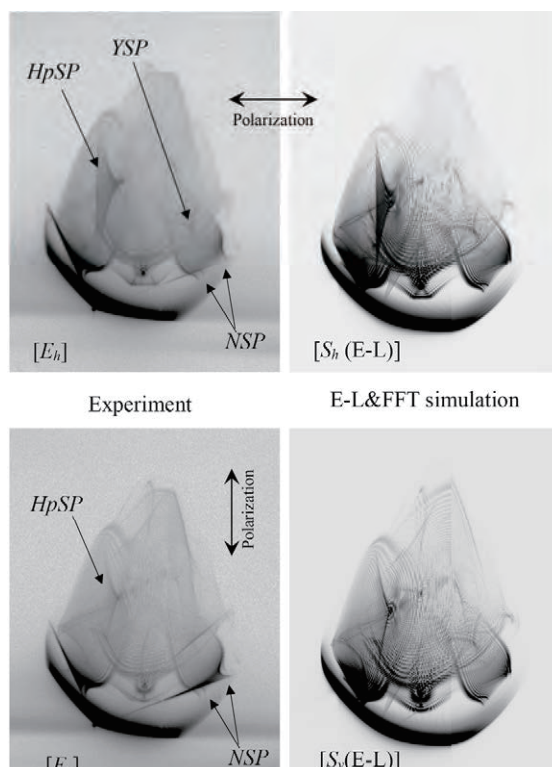 YSP
HpSP
Polarization
NSP
[Eh]
[Sh (E-L)]
Experiment
E-L&FFT simulation
HpSP
Polarization
NSP
[Sv(E-L)]